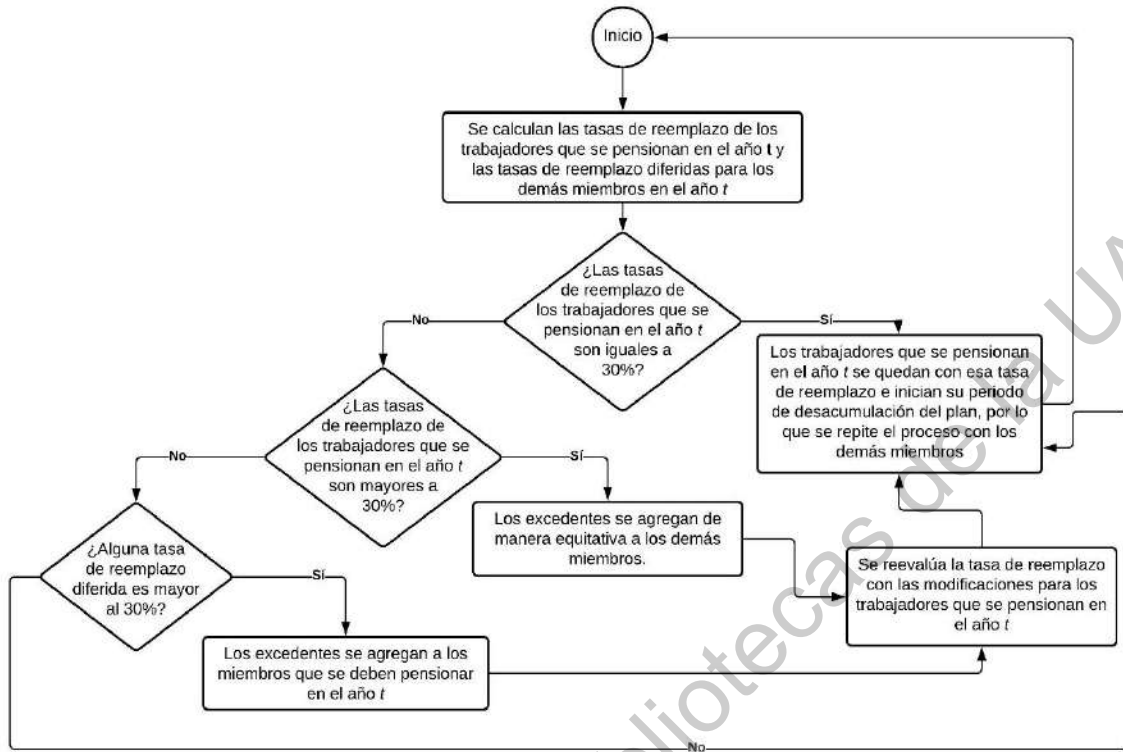 Inicio
Se calculan las tasas de reemplazo de los
trabajadores que se pensionan en el año t y
las tasas de reemplazo diferidas para los
demás miembros en el año t
¿Las tasas
de reemplazo de
los trabajadores que se
pensionan en el año t
son iguales a
30%?
No
Sí
Los trabajadores que se pensionan
en el año t se quedan con esa tasa
de reemplazo e inician su periodo
de desacumulación del plan, por lo
que se repite el proceso con los
demás miembros
¿Las tasas
de reemplazo de
los trabajadores que se
pensionan en el año t
son mayores a
30%?
No
Sí
Los excedentes se agregan de
manera equitativa a los demás
miembros.
¿Alguna tasa
de reemplazo
diferida es mayor
al 30%?
Sí
Se reevalúa la tasa de reemplazo
con las modificaciones para los
trabajadores que se pensionan en
el año t
Los excedentes se agregan a los
miembros que se deben pensionar
en el año t
No
bliotecas de la UA